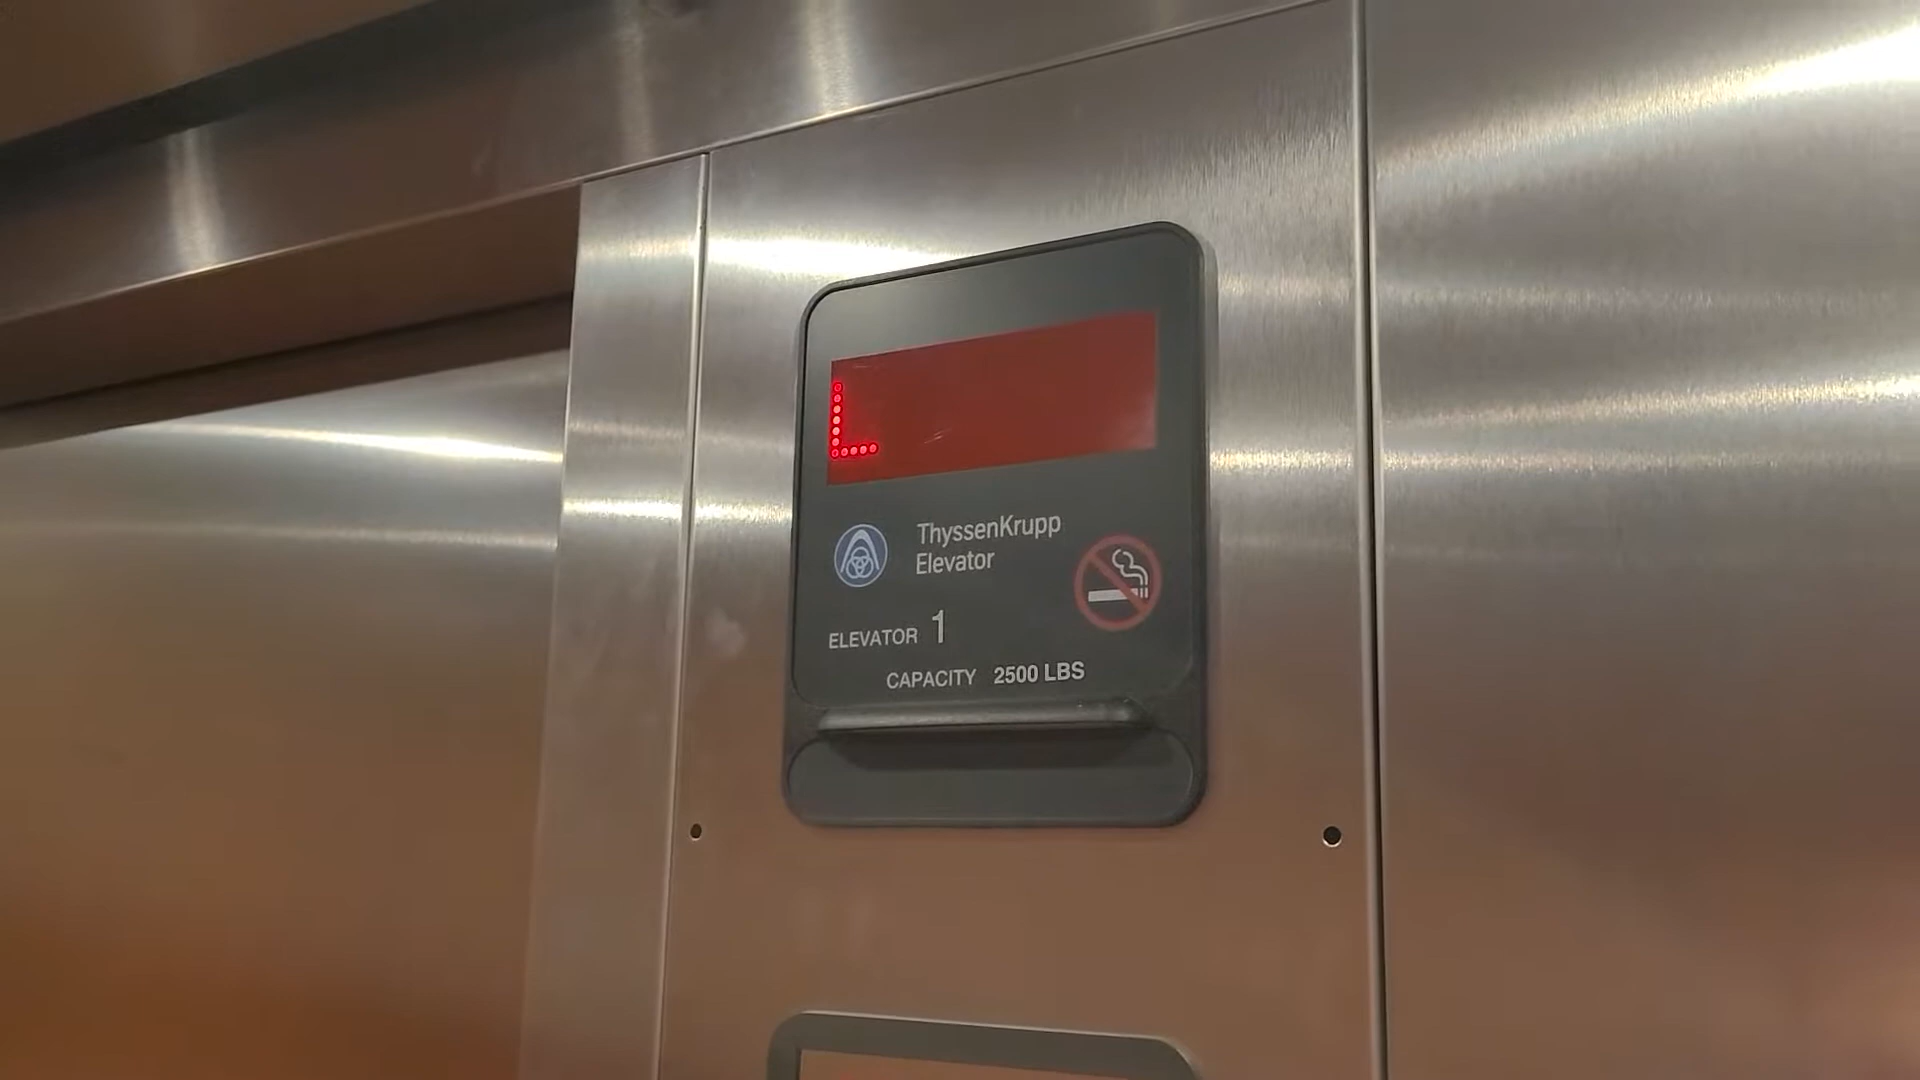 L
ThyssenKrupp
Elevator
ELEVATOR 1
CAPACITY 2500 LBS